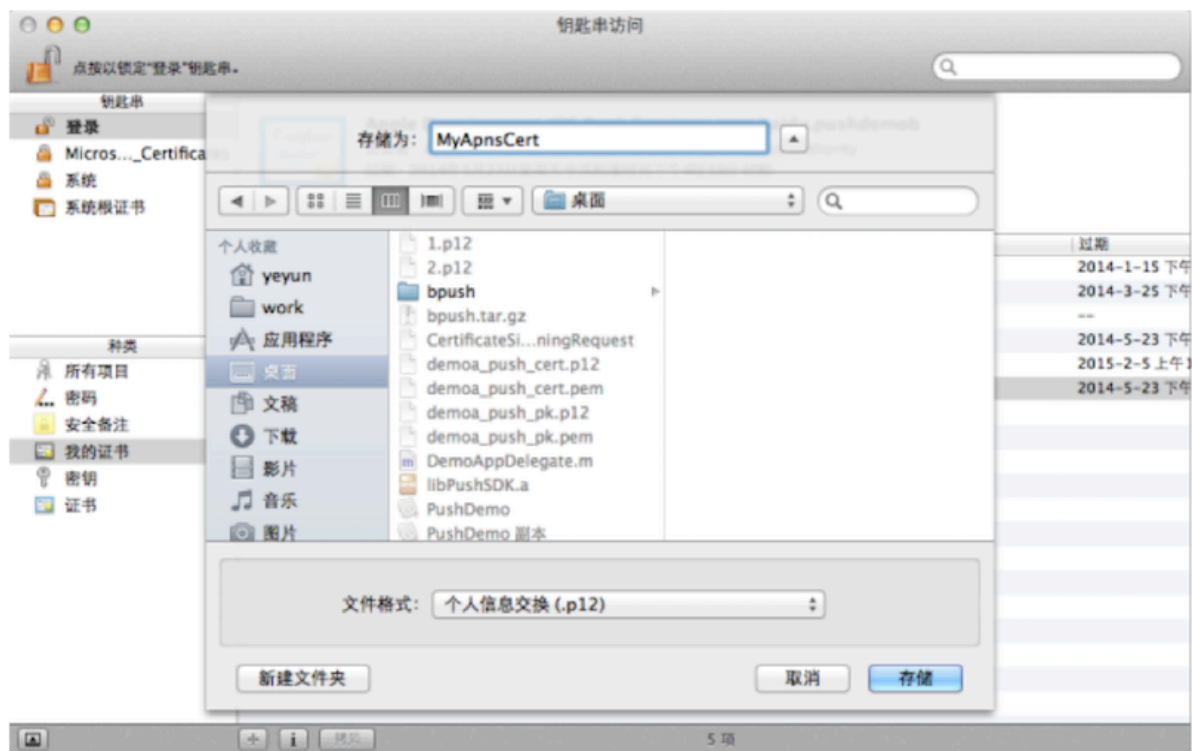 钥匙串访问
点按以锁定“登录”钥匙串。
钥匙串
登录
Micros..._Certificates
系统
系统根证书
种类
所有项目
密码
安全备注
我的证书
密钥
证书
存储为: MyApnsCert
pushdemob
桌面
个人收藏
yeyun
work
应用程序
桌面
文稿
下载
影片
音乐
图片
1.p12
2.p12
bpush
bpush.tar.gz
CertificateSi...ningRequest
demoa_push_cert.p12
demoa_push_cert.pem
demoa_push_pk.p12
demoa_push_pk.pem
DemoAppDelegate.m
libPushSDK.a
PushDemo
PushDemo 副本
过期
2014-1-15 下午
2014-3-25 下午
--
2014-5-23 下午
2015-2-5 上午1
2014-5-23 下午
文件格式: 个人信息交换 (.p12)
新建文件夹 取消 存储
拷贝 5 项